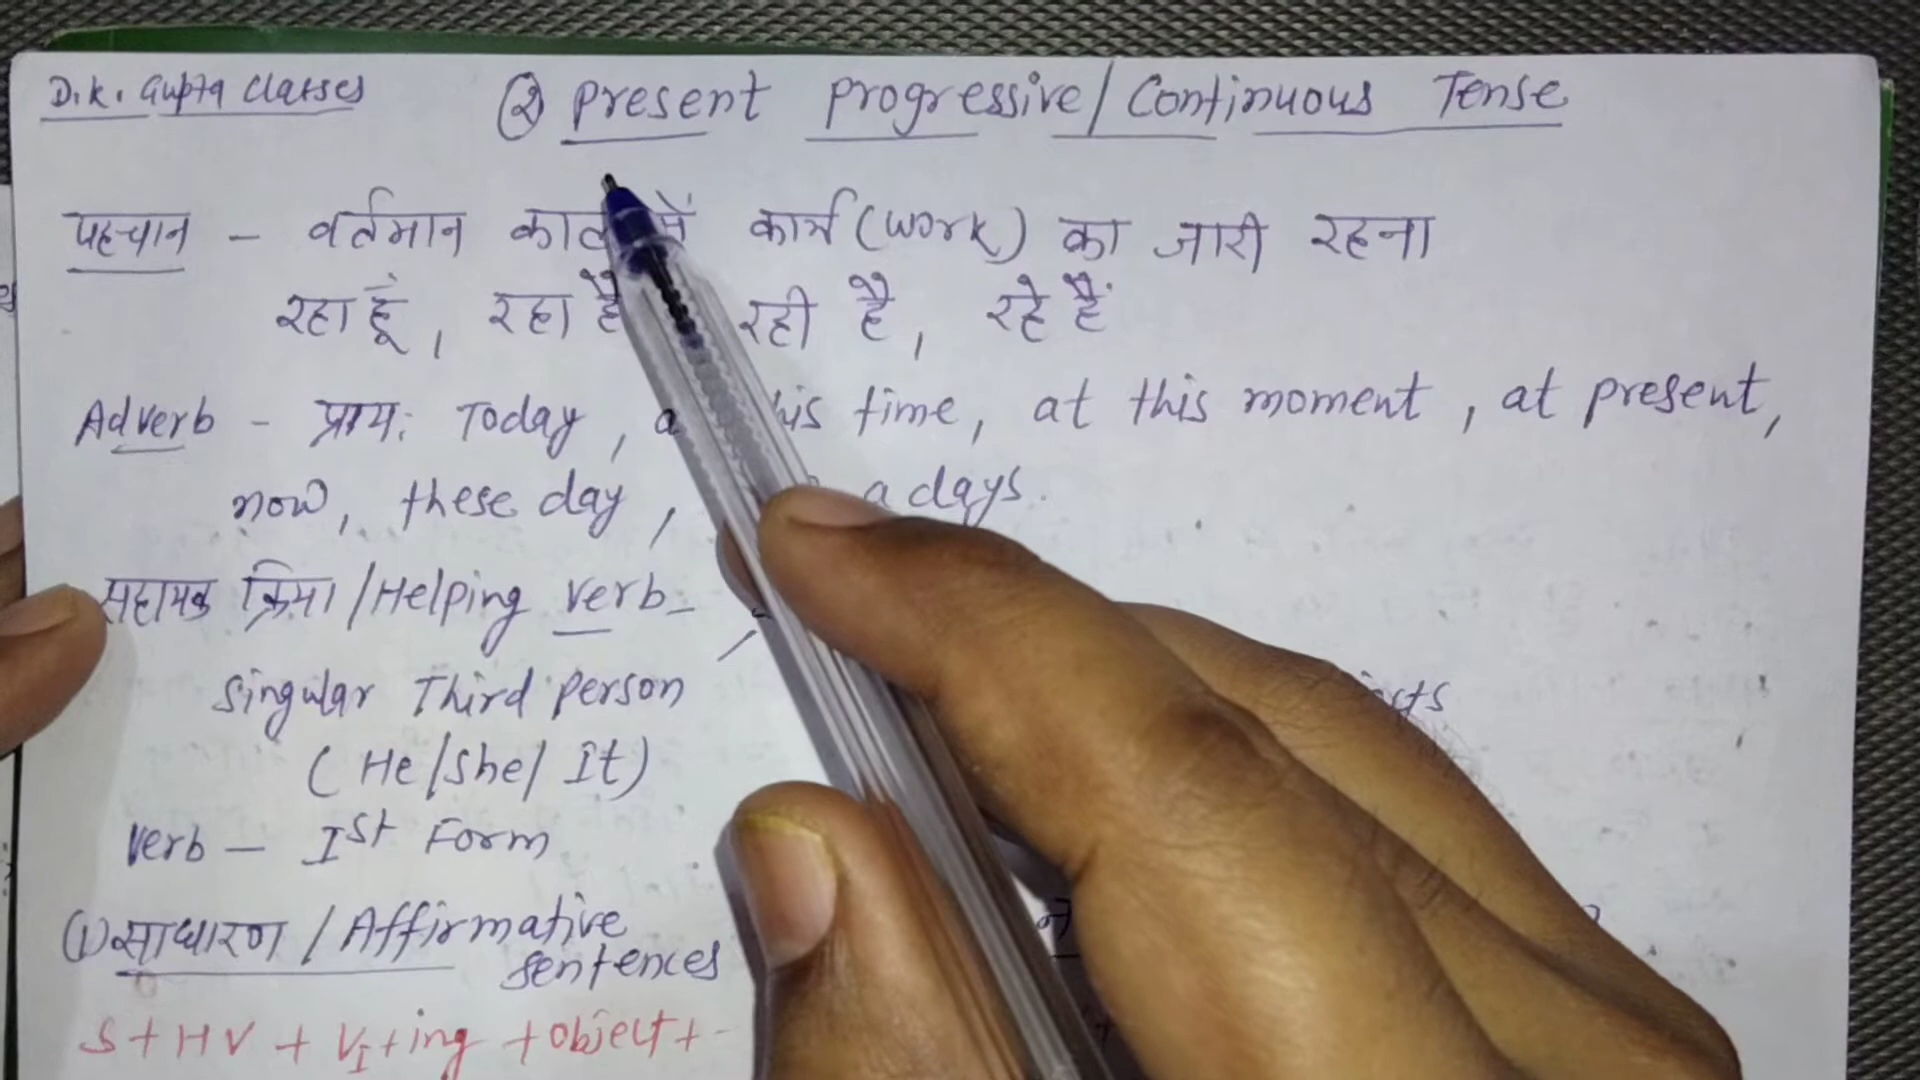 D.K. Gupta Classes
② Present Progressive/Continuous Tense
पहचान - वर्तमान काल में कार्य (work) का जारी रहना
रहा हूं, रहा है रही है, रहे हैं
Adverb - प्राय: Today, this time, at this moment, at present,
now, these day, a days.
सहायक क्रिया/Helping verb-
Singular Third Person
(He/She/It)
Verb - Ist Form
(1) साधारण/Affirmative
sentences
S+HV+V1+ing+object+